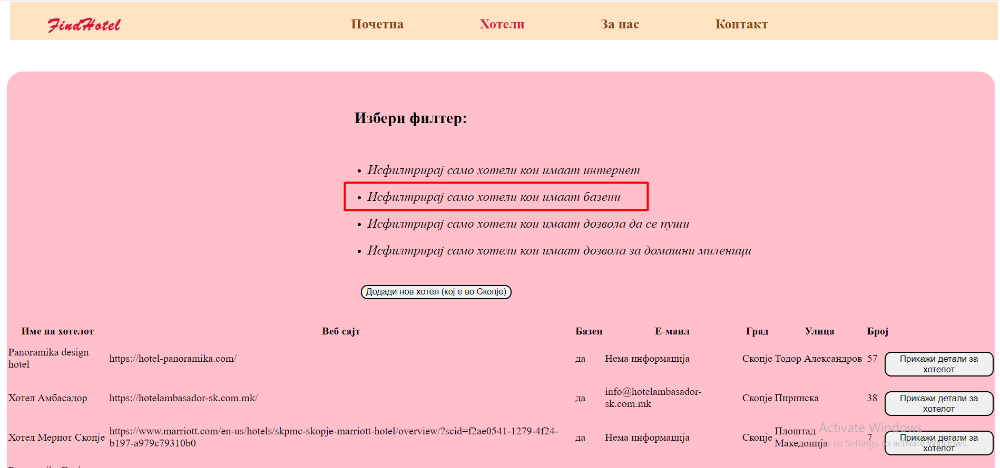 FindHotel
Почетна
Хотели
За нас
Контакт
Избери филтер:
Исфилтрирај само хотели кои имаат интернет
Исфилтрирај само хотели кои имаат базени
Исфилтрирај само хотели кои имаат дозвола да се пуши
Исфилтрирај само хотели кои имаат дозвола за домашни миленици
Додади нов хотел (кој е во Скопје)
Име на хотелот Веб сајт Базен Е-маил Град Улица Број
Panoramika design
hotel
https://hotel-panoramika.com/
да
Нема информација
Скопје
Тодор Александров
57
Прикажи детали за
хотелот
Хотел Амбасадор
https://hotelambasador-sk.com.mk/
да
info@hotelambasador-
sk.com.mk
Скопје
Пиринска
38
Прикажи детали за
хотелот
Хотел Мериот Скопје
https://www.marriott.com/en-us/hotels/skpmc-skopje-marriott-hotel/overview/?scid=f2ae0541-1279-4f24-
b197-a979c79310b0
да
Нема информација
Скопје
Плоштад
Македонија
7
Прикажи детали за
хотелот
Activate Windows
Go to Settings to activate Windows.